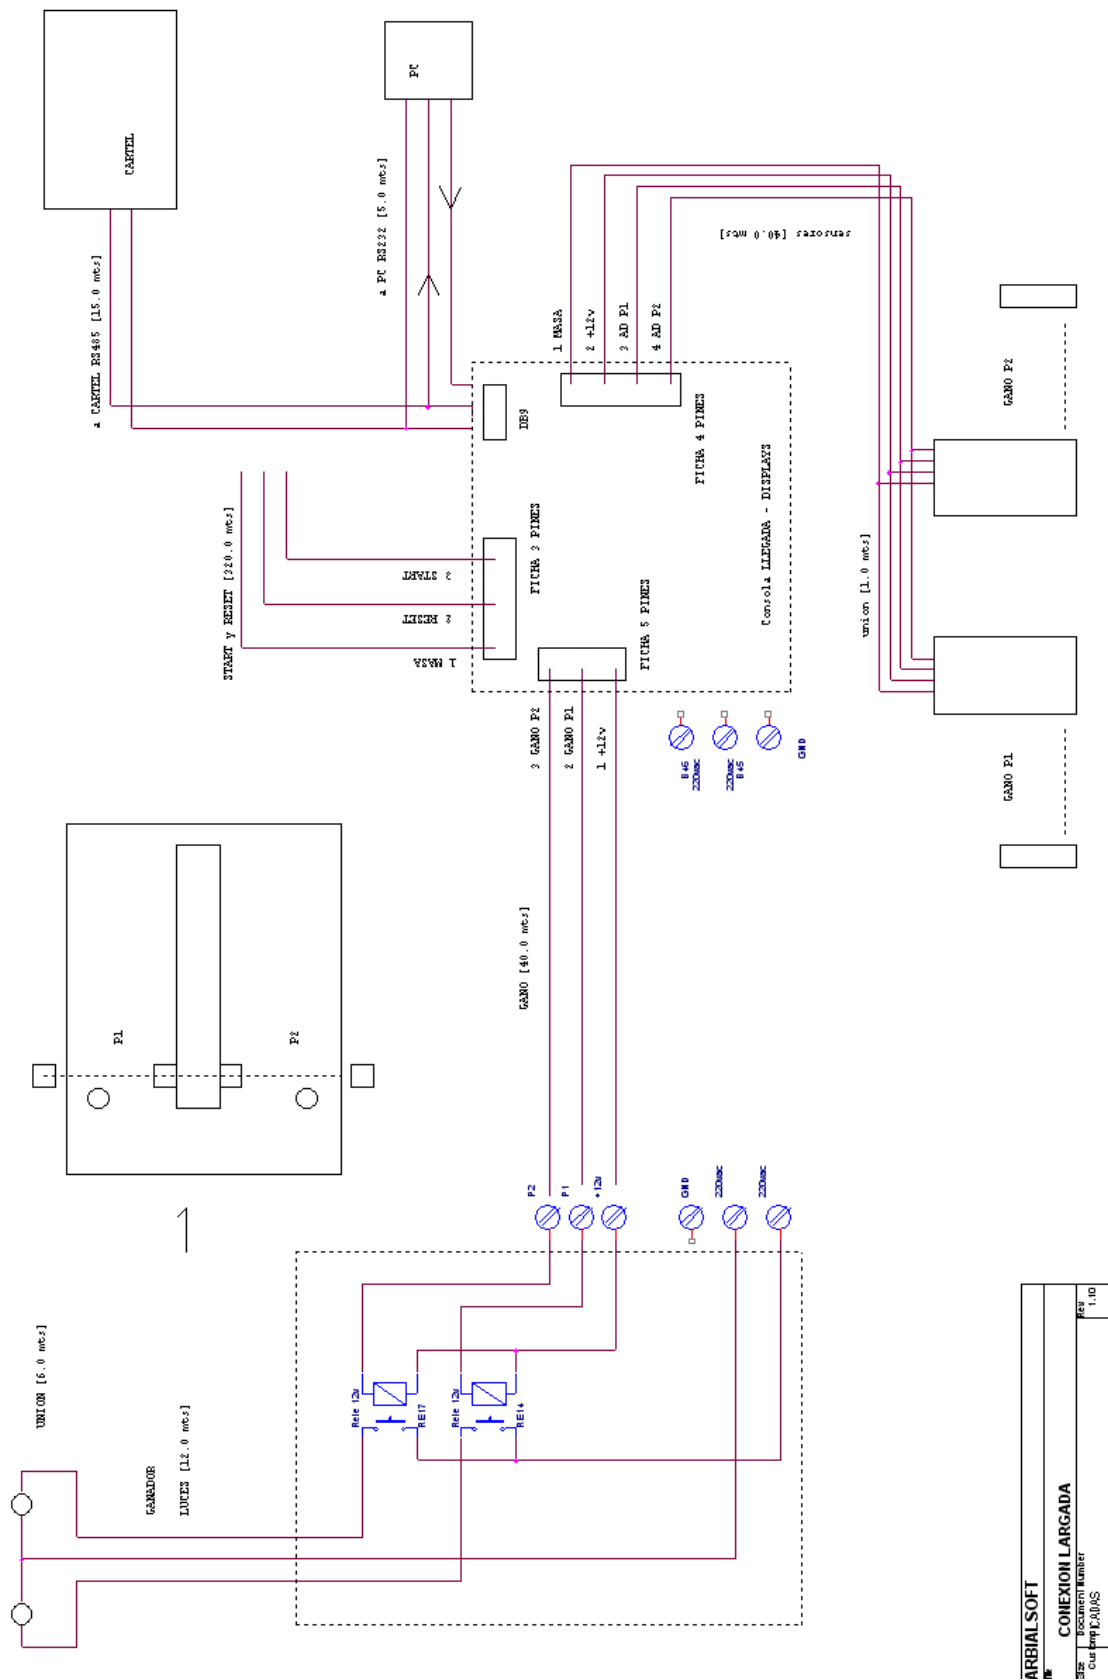 CARTEL
PC
a CARTEL RS485 [15.0 mts]
a PC RS232 [5.0 mts]
sensores [40.0 mts]
1 MASA
2 +12v
3 AD P1
4 AD P2
DB9
FICHA 4 PINES
FICHA 3 PINES
FICHA 5 PINES
Consola LLEGADA - DISPLAYS
START y RESET [320.0 mts]
3 START
2 RESET
1 MASA
GANO P2
union [1.0 mts]
GANO P1
3 GANO P2
2 GANO P1
1 +12v
220vac
220vac
GND
GANO [40.0 mts]
P1
P2
P2
P1
+12v
GND
220vac
220vac
UNION [6.0 mts]
GANADOR
LUCES [12.0 mts]
Rele 12v
RE17
Rele 12v
RE14
ARBIALSOFT
CONEXION LARGADA
Size
Document Number
Rev
1.10